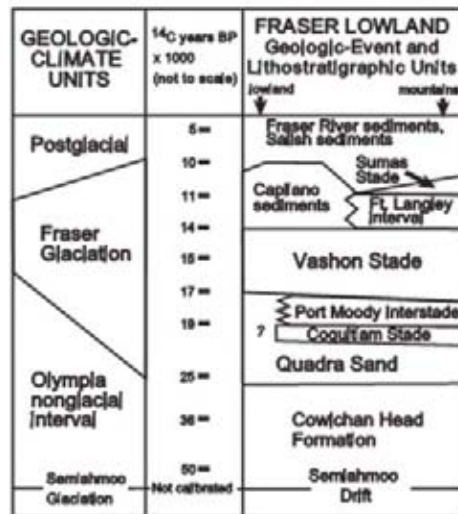 GEOLOGIC-
CLIMATE
UNITS
14C years BP
x 1000
(not to scale)
FRASER LOWLAND
Geologic-Event and
Lithostratigraphic Units
lowland
mountains
Postglacial
Fraser
Glaciation
Olympia
nonglacial
interval
Semiahmoo
Glaciation
5
10
11
14
15
17
19
25
36
50
Not calibrated
Fraser River sediments,
Salish sediments
Sumas
Stade
Capilano
sediments
Ft. Langley
Interval
Vashon Stade
Port Moody Interstade
?
Coquitlam Stade
Quadra Sand
Cowichan Head
Formation
Semiahmoo
Drift